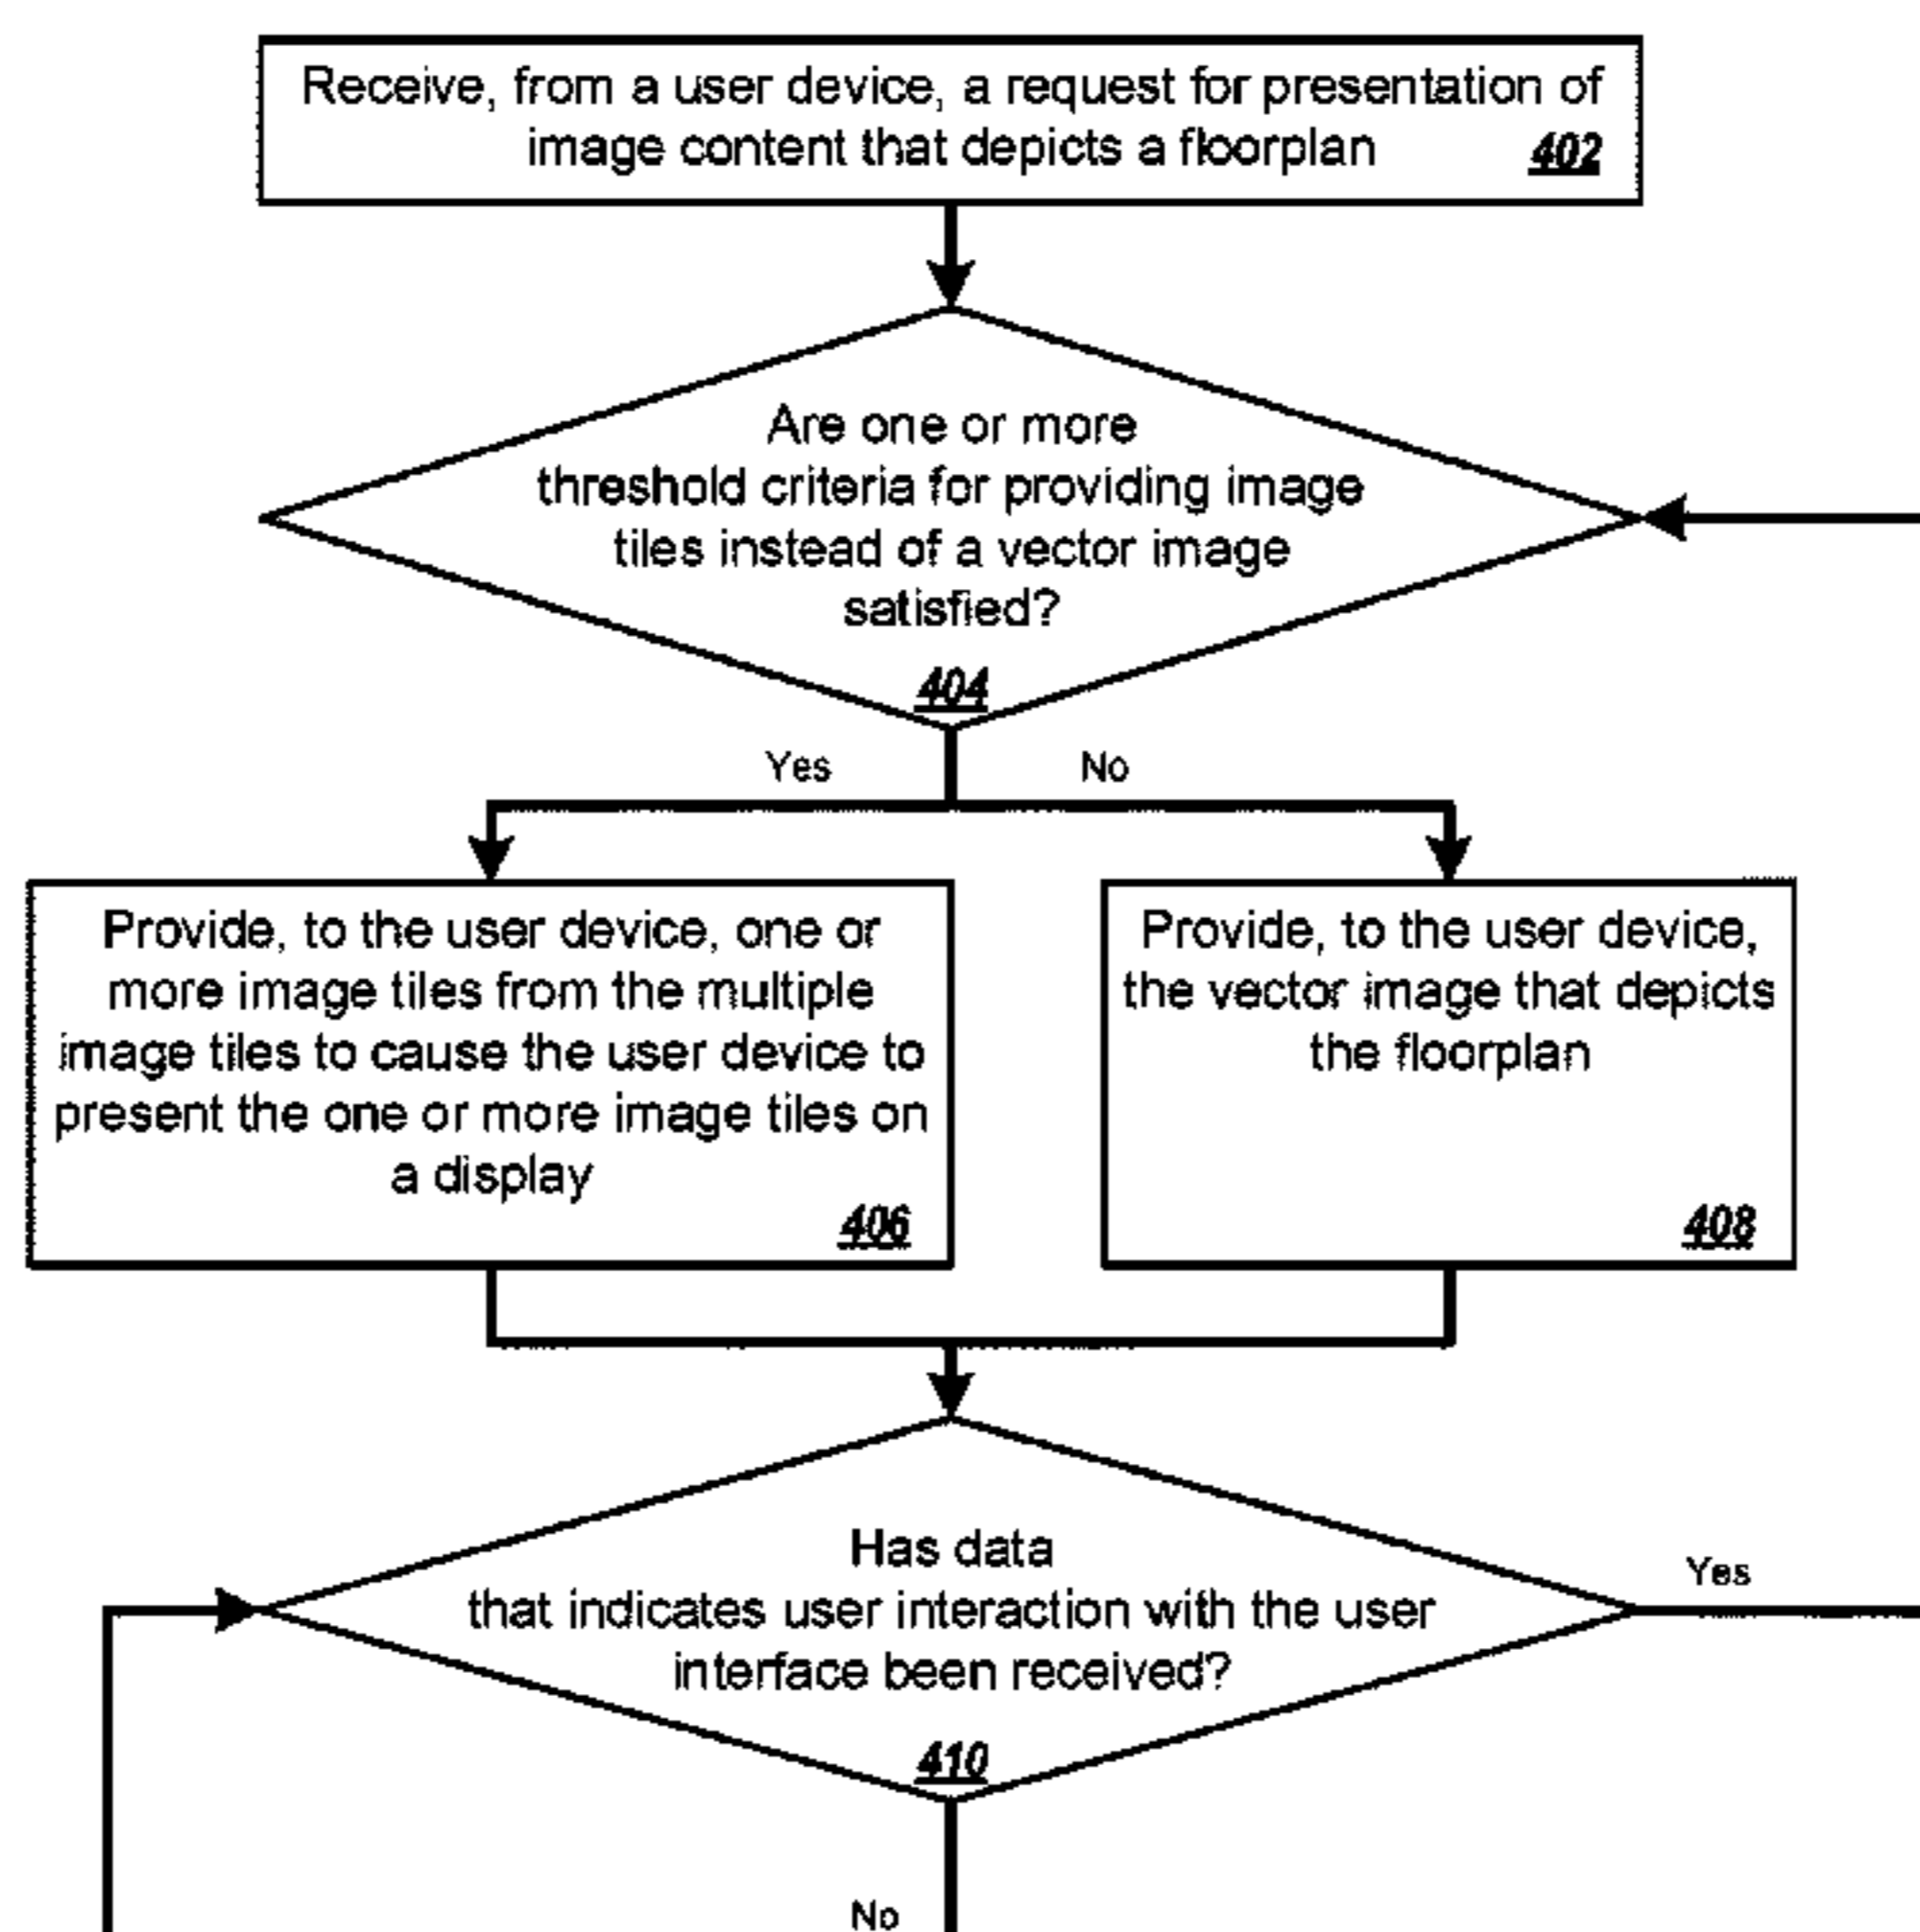 Receive, from a user device, a request for presentation of
image content that depicts a floorplan 402
Are one or more
threshold criteria for providing image
tiles instead of a vector image
satisfied?
404
Yes No
Provide, to the user device, one or
more image tiles from the multiple
image tiles to cause the user device to
present the one or more image tiles on
a display
406
Provide, to the user device,
the vector image that depicts
the floorplan
408
Has data
that indicates user interaction with the user
interface been received?
410
Yes
No